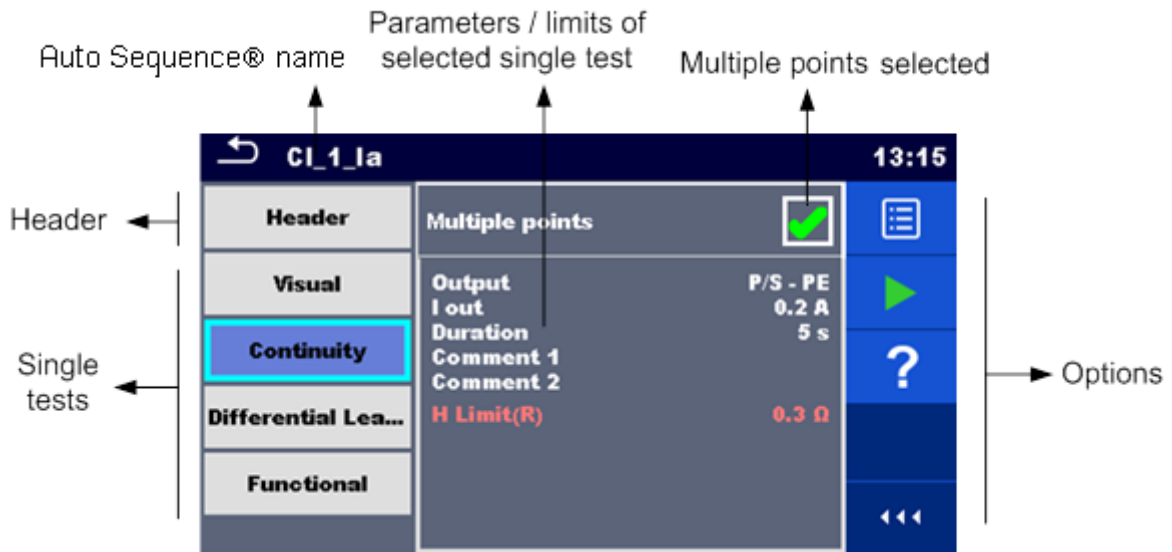 Parameters / limits of
selected single test
Auto Sequence® name
Multiple points selected
CI_1_Ia
13:15
Header
Header
Multiple points
Visual
Output P/S - PE
I out 0.2 A
Duration 5 s
Comment 1
Comment 2
H Limit(R) 0.3 Ω
Continuity
Differential Lea...
Functional
Single
tests
?
Options